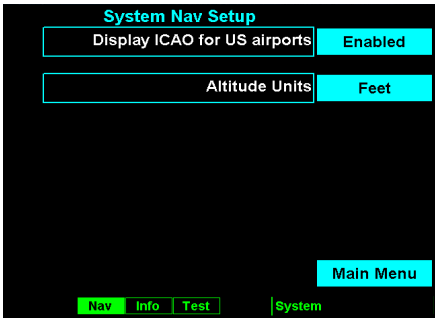 System Nav Setup
Display ICAO for US airports Enabled
Altitude Units Feet
Main Menu
Nav Info Test System